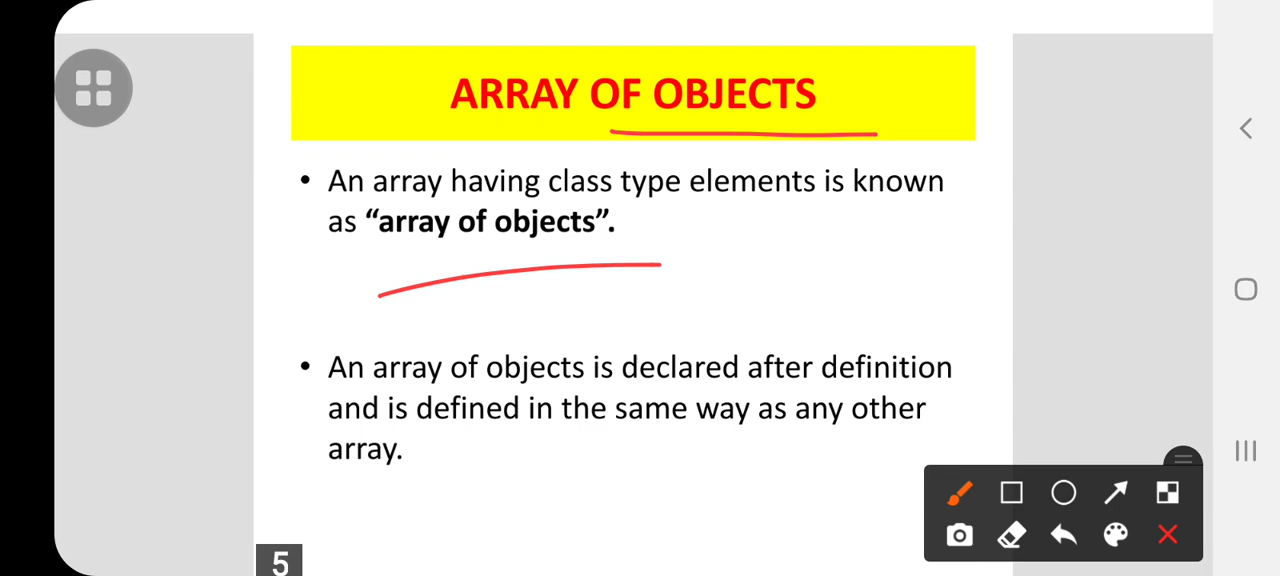 ARRAY OF OBJECTS
• An array having class type elements is known
as “array of objects”.
• An array of objects is declared after definition
and is defined in the same way as any other
array.
5